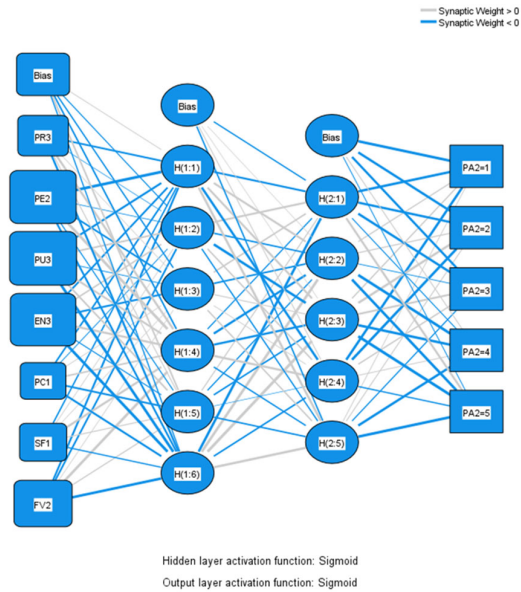 Synaptic Weight > 0
Synaptic Weight < 0
Bias
PR3
PE2
PU3
EN3
PC1
SF1
FV2
Bias
H(1:1)
H(1:2)
H(1:3)
H(1:4)
H(1:5)
H(1:6)
Bias
H(2:1)
H(2:2)
H(2:3)
H(2:4)
H(2:5)
PA2=1
PA2=2
PA2=3
PA2=4
PA2=5
Hidden layer activation function: Sigmoid
Output layer activation function: Sigmoid